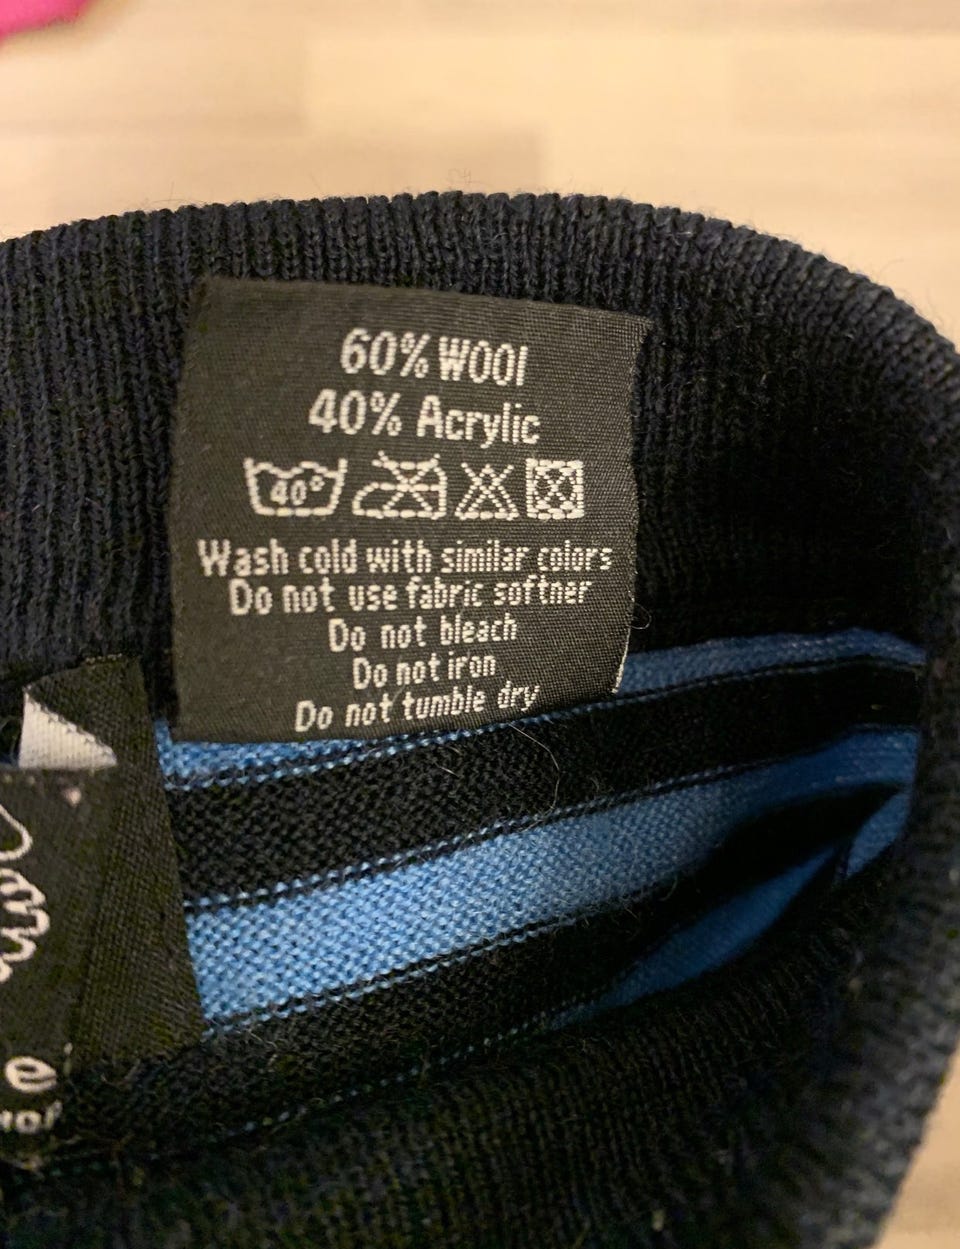 60% WOOl
40% Acrylic
40°
Wash cold with similar colors
Do not use fabric softner
Do not bleach
Do not iron
Do not tumble dry
e